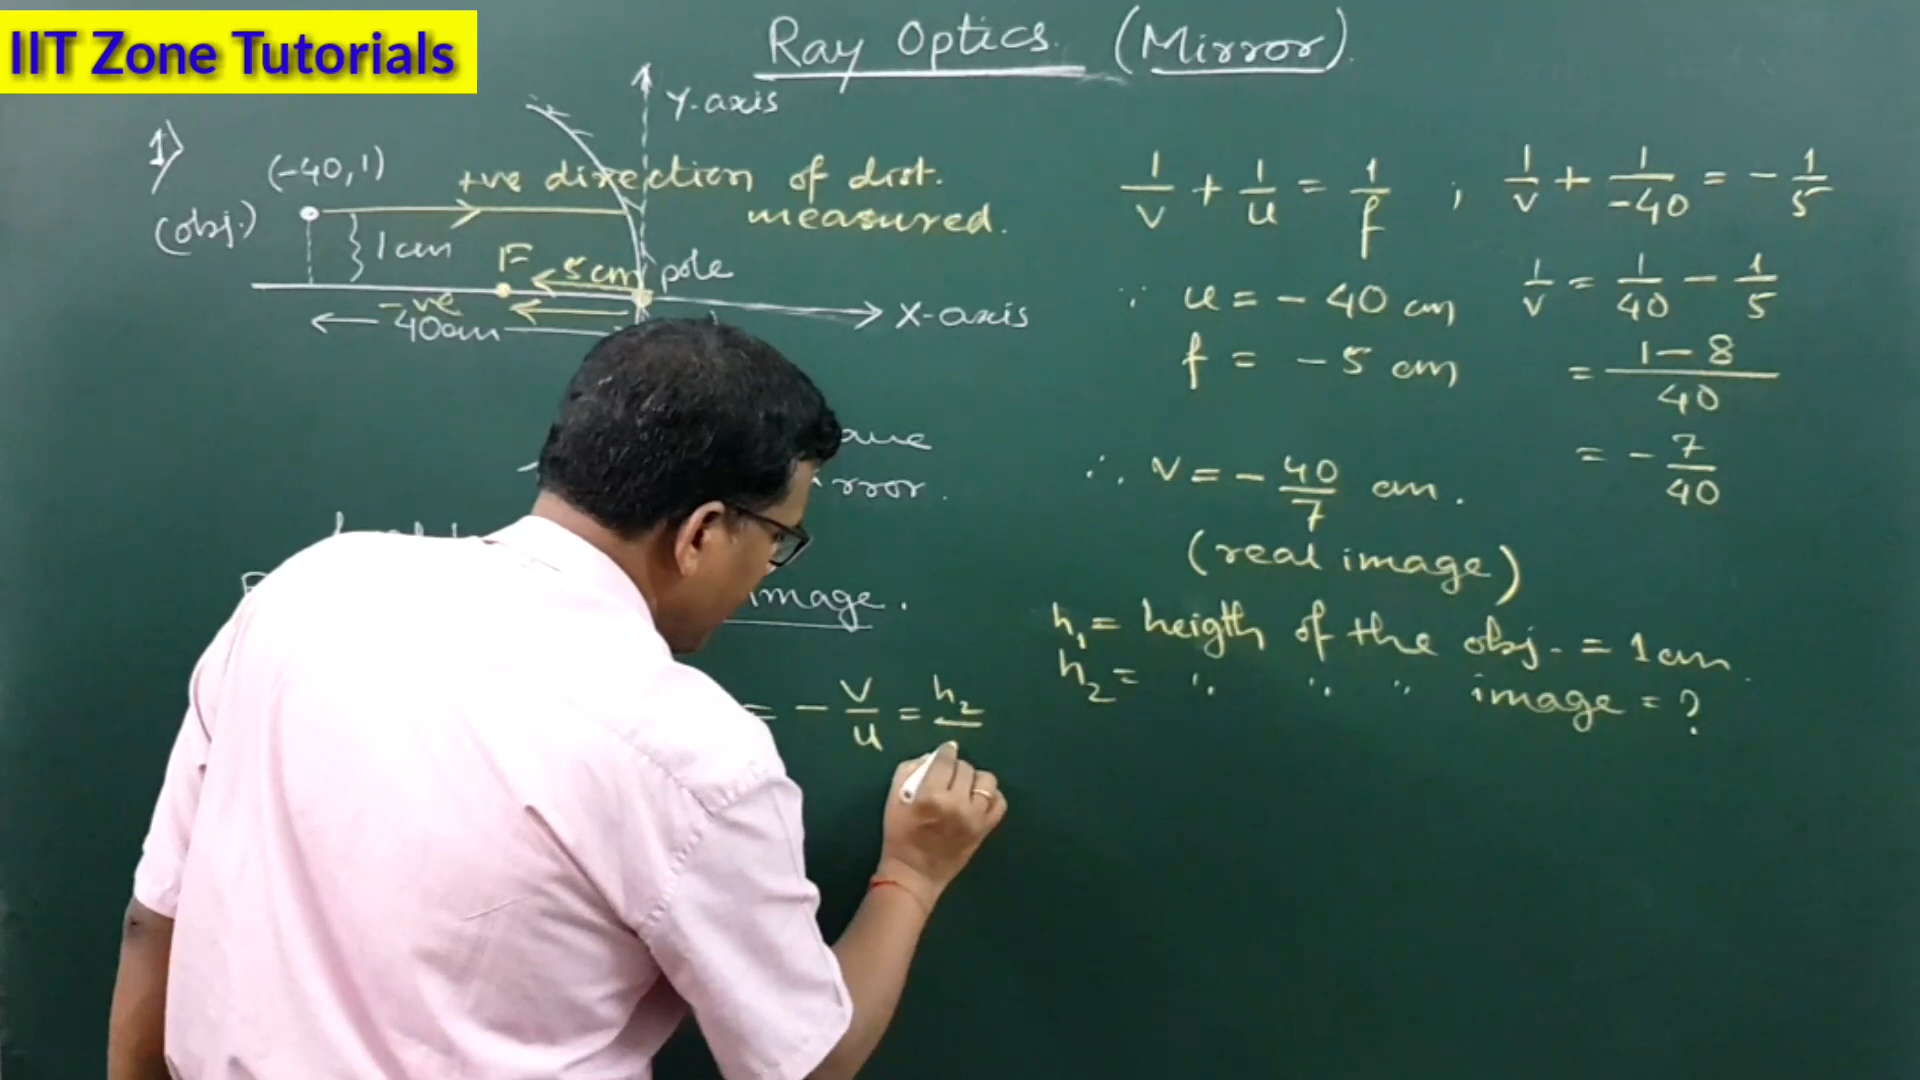 IIT Zone Tutorials
Ray Optics (Mirror)
Y-axis
1)
(-40,1)
+ve direction of dist.
measured.
(obj.)
1cm
F
5cm
pole
-ve
40cm
X-axis
mage.
= - v/u = h₂
1/v + 1/u = 1/f ; 1/v + 1/-40 = - 1/5
∵ u = - 40 cm
f = - 5 cm
1/v = 1/40 - 1/5
= 1-8/40
= - 7/40
∴ v = - 40/7 cm.
(real image)
h₁ = heigth of the obj. = 1cm
h₂ = " " " image = ?